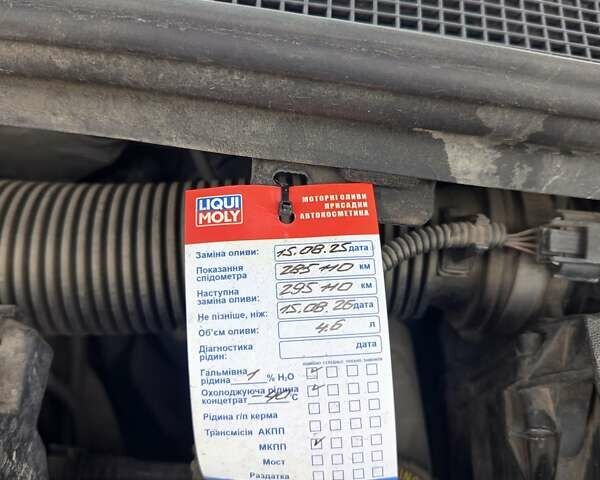 LIQUI
MOLY
МОТОРНІ ОЛИВИ
ПРИСАДКИ
АВТОКОСМЕТИКА
Заміна оливи: 15.08.25 дата
Показання
спідометра 285 110 км
Наступна
заміна оливи: 295 110 км
Не пізніше, ніж: 15.08.26 дата
Об'єм оливи: 4.6 л
Діагностика
рідин: дата
Гальмівна
рідина 1 % H₂O
Охолоджуюча рідина
концентрат -40 °C
Рідина г/п керма
Трансмісія АКПП
МКПП
Мост
Раздатка